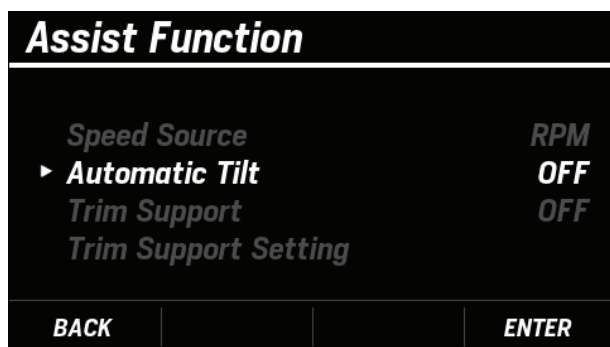 Assist Function
Speed Source RPM
Automatic Tilt OFF
Trim Support OFF
Trim Support Setting
BACK ENTER